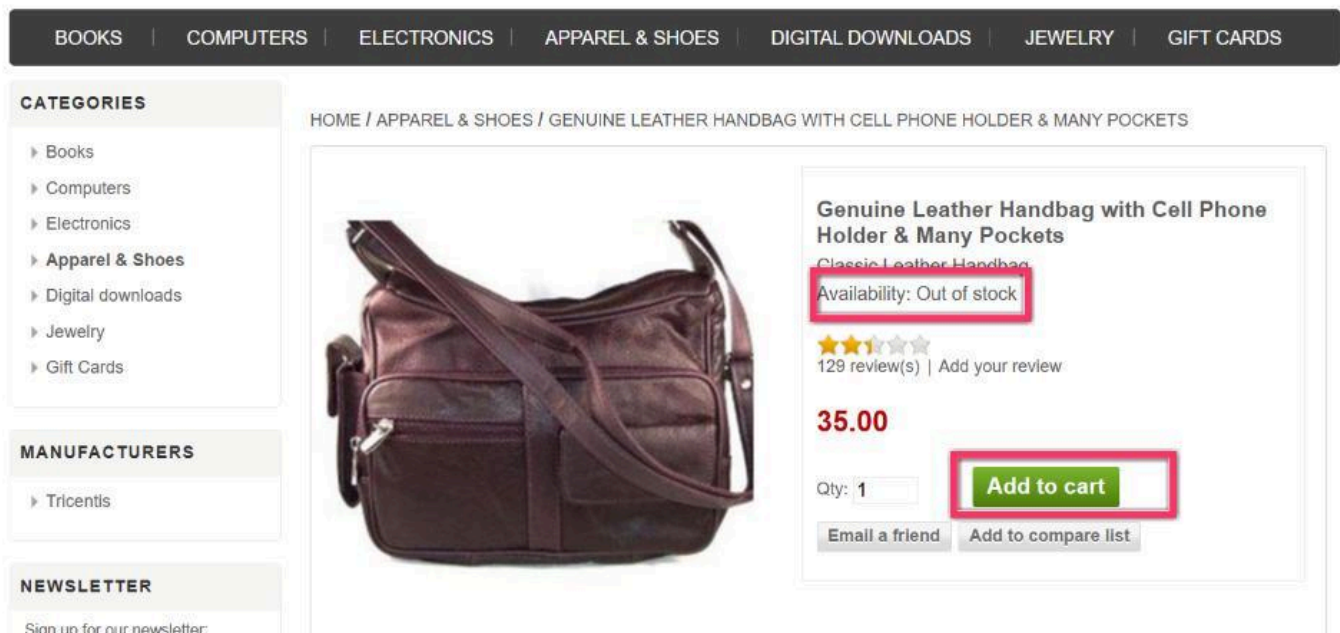 BOOKS | COMPUTERS | ELECTRONICS | APPAREL & SHOES | DIGITAL DOWNLOADS | JEWELRY | GIFT CARDS
CATEGORIES
Books
Computers
Electronics
Apparel & Shoes
Digital downloads
Jewelry
Gift Cards
MANUFACTURERS
Tricentis
NEWSLETTER
Sign up for our newsletter:
HOME / APPAREL & SHOES / GENUINE LEATHER HANDBAG WITH CELL PHONE HOLDER & MANY POCKETS
Genuine Leather Handbag with Cell Phone
Holder & Many Pockets
Classic Leather Handbag
Availability: Out of stock
129 review(s) | Add your review
35.00
Qty: 1 Add to cart
Email a friend Add to compare list